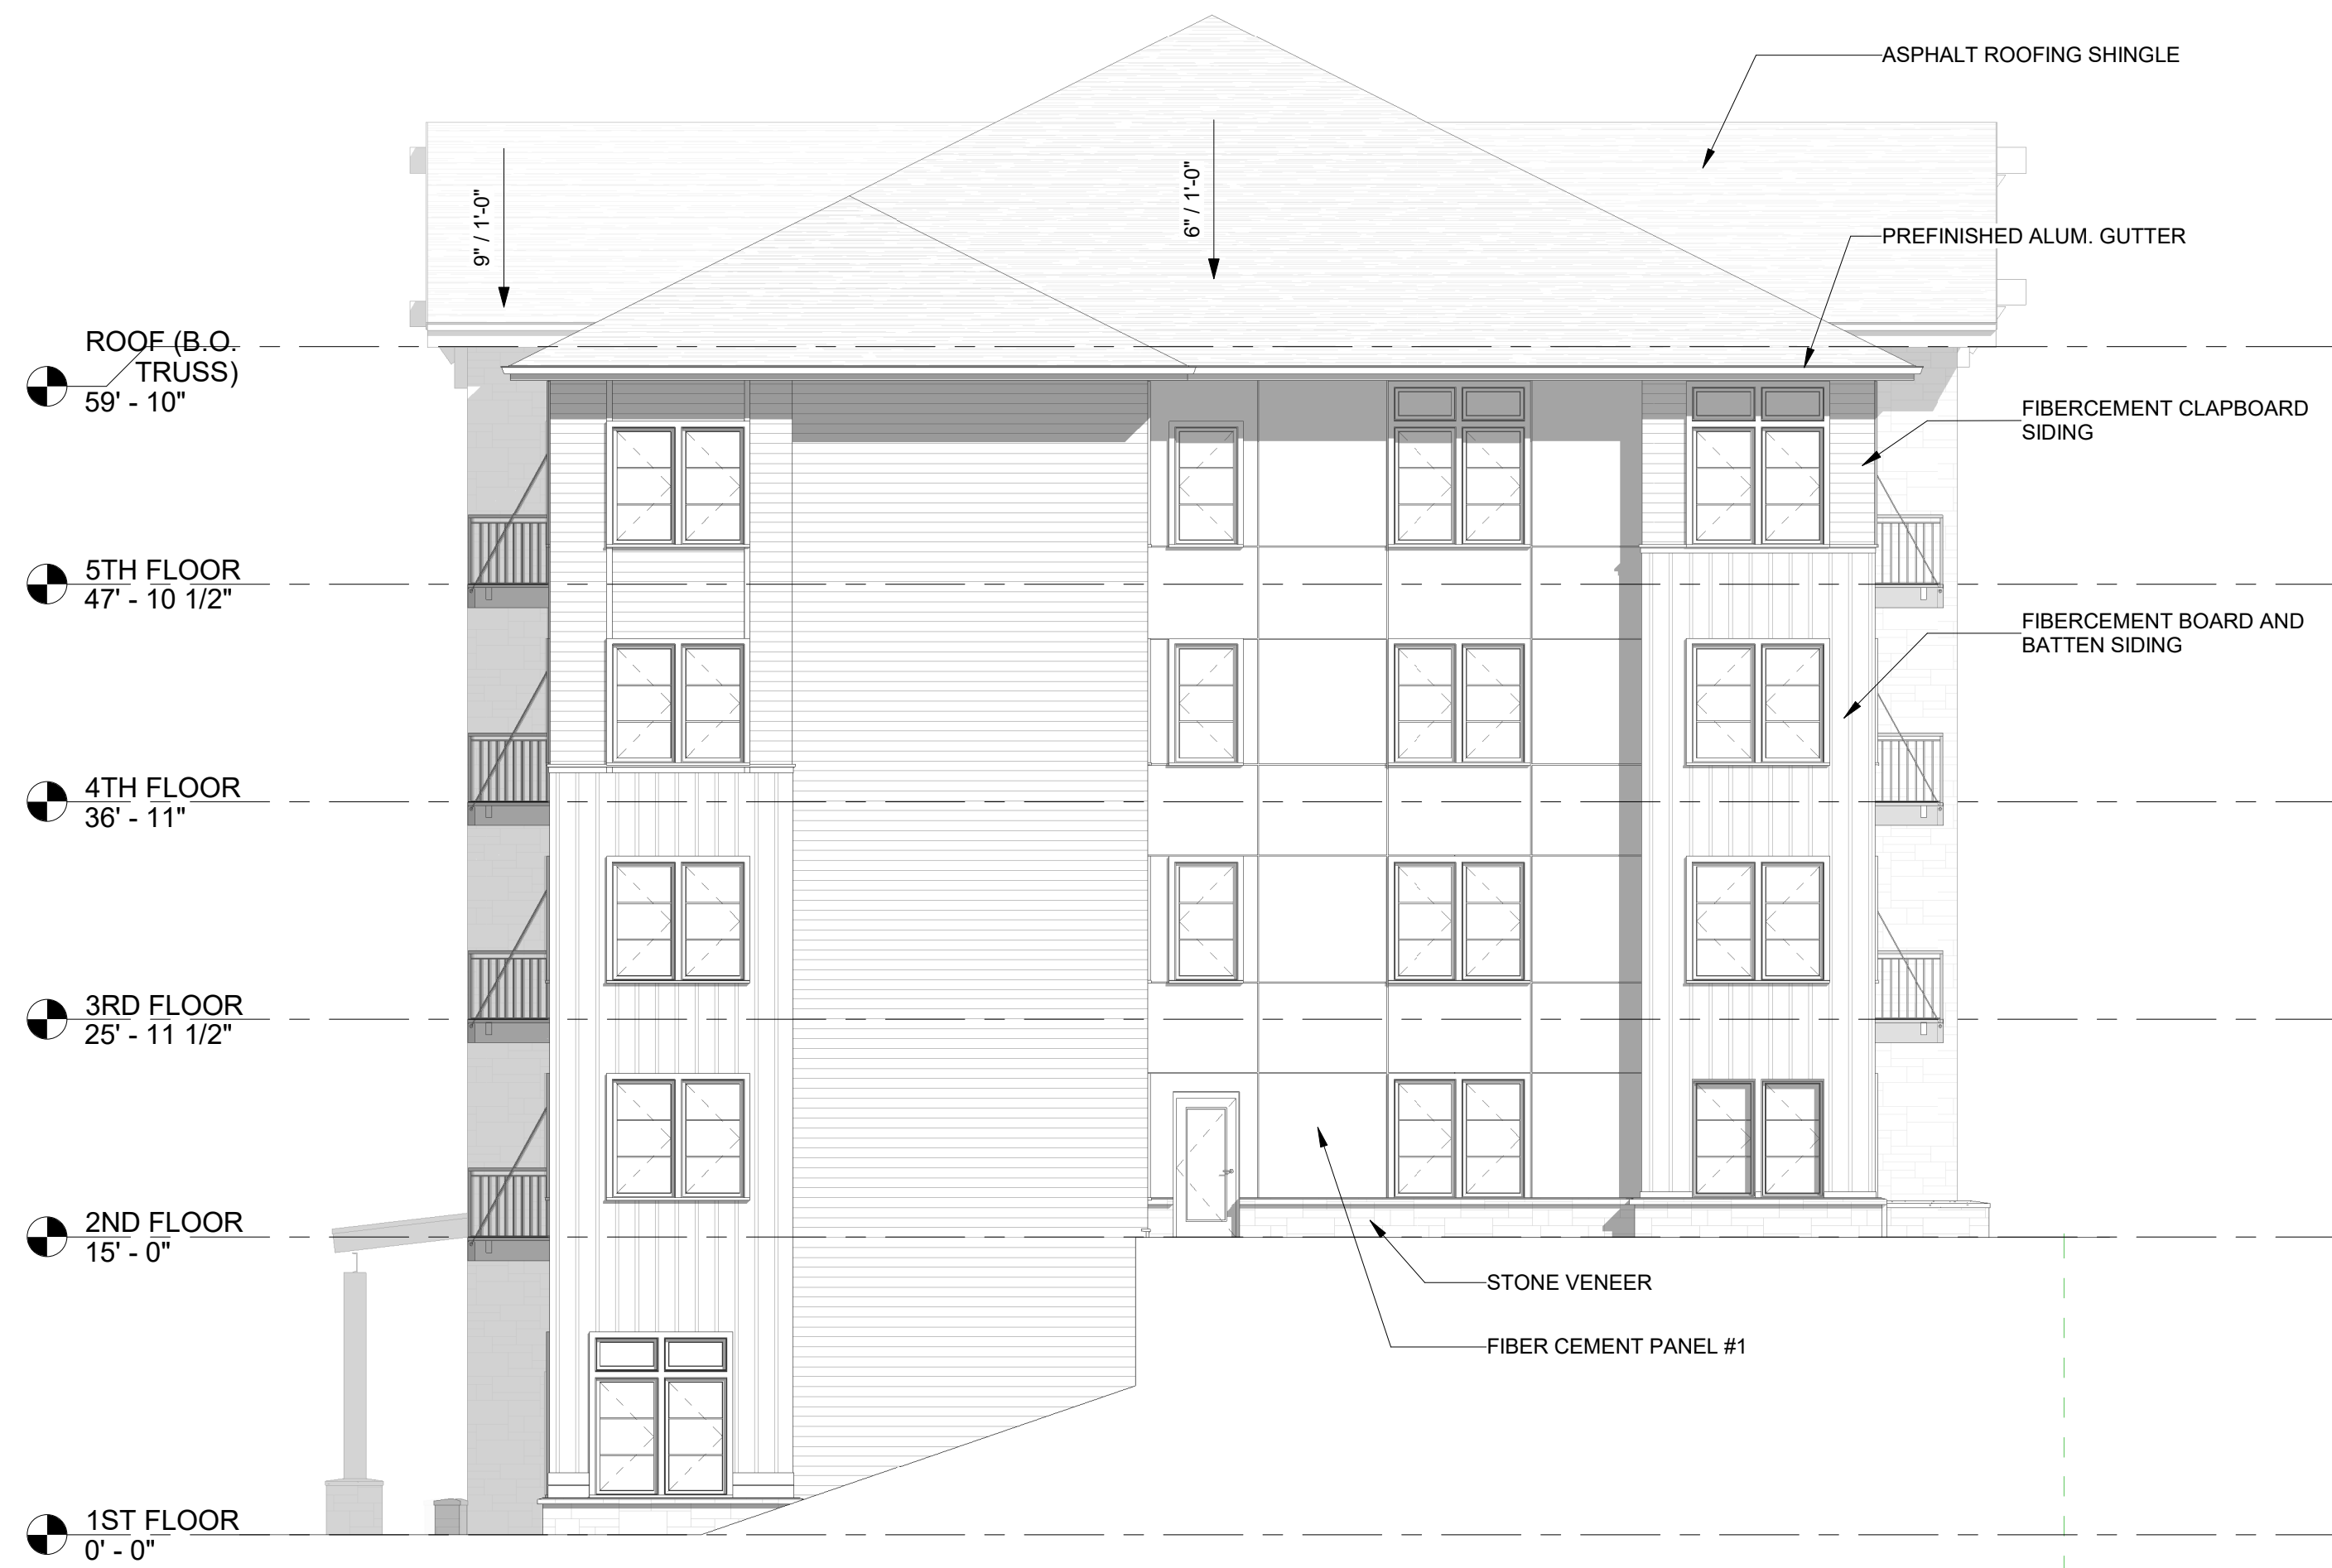 ASPHALT ROOFING SHINGLE
9" / 1'-0"
6" / 1'-0"
PREFINISHED ALUM. GUTTER
ROOF (B.O.
TRUSS)
59' - 10"
FIBERCEMENT CLAPBOARD
SIDING
5TH FLOOR
47' - 10 1/2"
FIBERCEMENT BOARD AND
BATTEN SIDING
4TH FLOOR
36' - 11"
3RD FLOOR
25' - 11 1/2"
2ND FLOOR
15' - 0"
STONE VENEER
FIBER CEMENT PANEL #1
1ST FLOOR
0' - 0"